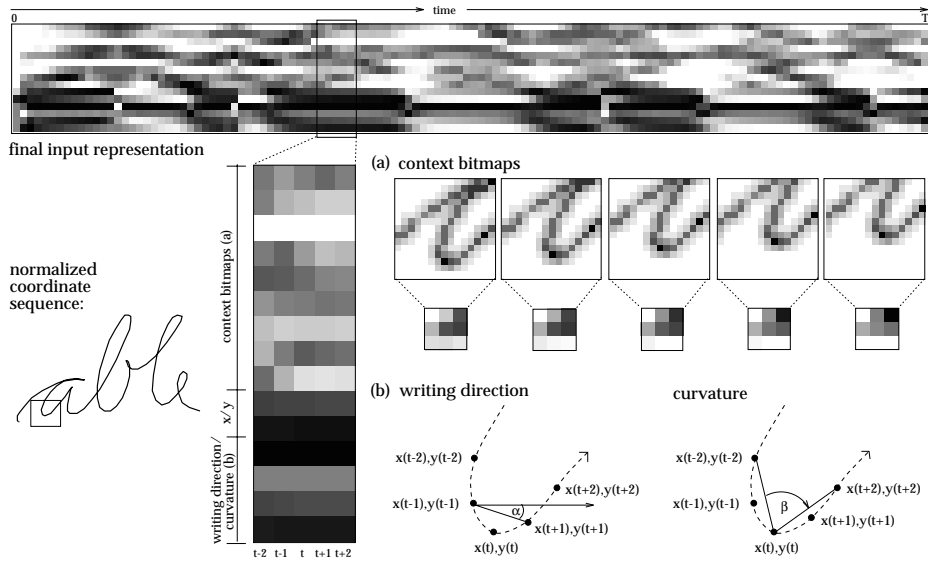 time
0 T
final input representation
(a) context bitmaps
context bitmaps (a)
normalized
coordinate
sequence:
able
x/y
writing direction/
curvature (b)
t-2 t-1 t t+1 t+2
(b) writing direction
x(t-2),y(t-2)
x(t-1),y(t-1)
x(t),y(t)
x(t+1),y(t+1)
x(t+2),y(t+2)
α
curvature
x(t-2),y(t-2)
x(t-1),y(t-1)
x(t),y(t)
x(t+1),y(t+1)
x(t+2),y(t+2)
β